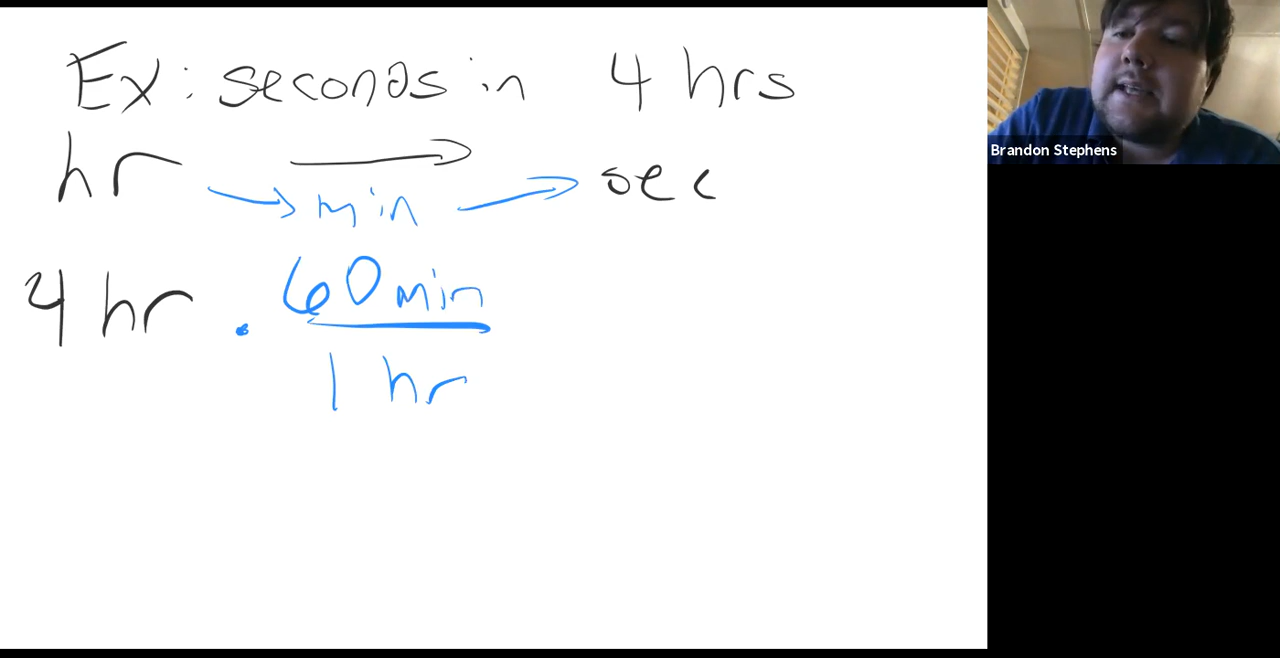 Ex: seconds in 4 hrs
hr → sec
→ min →
4 hr · 60 min
1 hr
Brandon Stephens